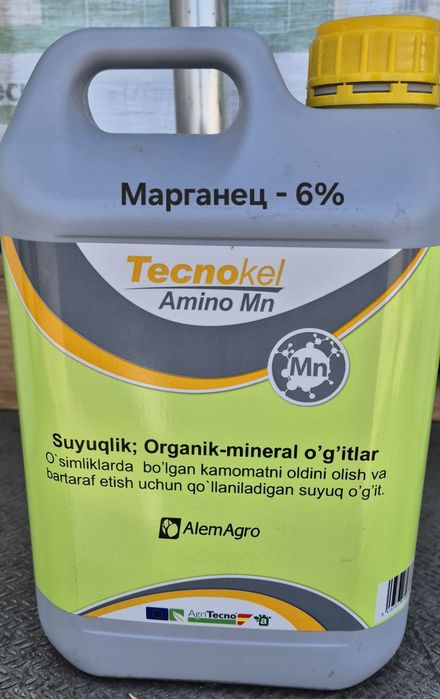 Марганец - 6%
Tecnokel
Amino Mn
Mn
Suyuqlik; Organik-mineral o'g'itlar
O`simliklarda bo'lgan kamomatni oldini olish va
bartaraf etish uchun qo`llaniladigan suyuq o'g'it.
AlemAgro
AgriTecno
a